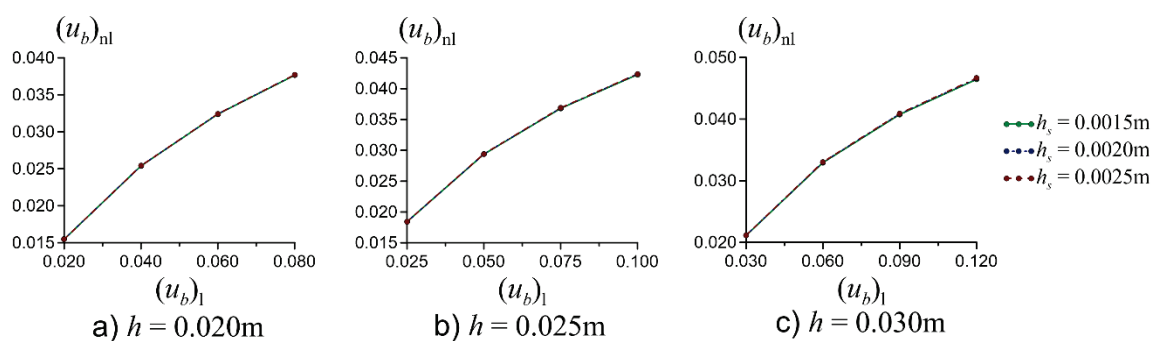 (u_b)_nl
0.040
0.035
0.030
0.025
0.020
0.015
0.020 0.040 0.060 0.080
(u_b)_l
a) h = 0.020m
(u_b)_nl
0.045
0.040
0.035
0.030
0.025
0.020
0.015
0.025 0.050 0.075 0.100
(u_b)_l
b) h = 0.025m
(u_b)_nl
0.050
0.040
0.030
0.020
0.030 0.060 0.090 0.120
(u_b)_l
c) h = 0.030m
h_s = 0.0015m
h_s = 0.0020m
h_s = 0.0025m